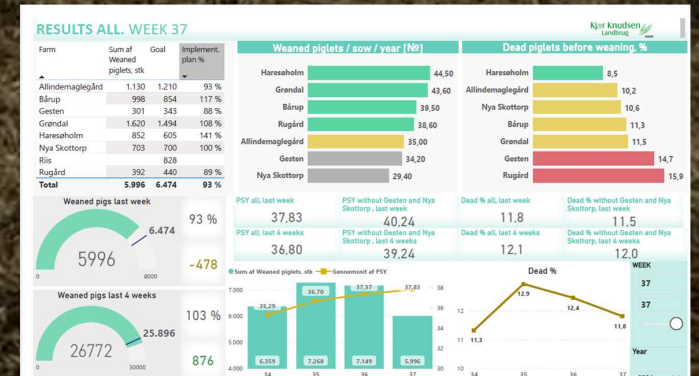 RESULTS ALL. WEEK 37
Kjær Knudsen
Landbrug
Farm Sum af Weaned piglets, stk Goal Implement. plan %
Allindemaglegård 1.130 1.210 93 %
Bårup 998 854 117 %
Gesten 301 343 88 %
Grøndal 1.620 1.494 108 %
Haresøholm 852 605 141 %
Nya Skottorp 703 700 100 %
Riis 828
Rugård 392 440 89 %
Total 5.996 6.474 93 %
Weaned piglets / sow / year [Nº]
Haresøholm 44,50
Grøndal 43,60
Bårup 39,50
Rugård 38,60
Allindemaglegård 35,00
Gesten 34,20
Nya Skottorp 29,40
Dead piglets before weaning, %
Haresøholm 8,5
Allindemaglegård 10,2
Nya Skottorp 10,6
Bårup 11,3
Grøndal 11,5
Gesten 14,7
Rugård 15,9
Weaned pigs last week
6.474
5996
0 8000
93 %
-478
Weaned pigs last 4 weeks
25.896
26772
0 30000
103 %
876
PSY all, last week
37,83
PSY without Gesten and Nya
Skottorp , last week
40,24
Dead % all, last week
11,8
Dead % without Gesten and Nya
Skottorp, last week
11,5
PSY all, last 4 weeks
36,80
PSY without Gesten and Nya
Skottorp, last 4 weeks
39,24
Dead % all, last 4 weeks
12,1
Dead % without Gesten and Nya
Skottorp, last 4 weeks
12,0
Sum af Weaned piglets, stk Gennemsnit af PSY
7.000
6.000
5.000
4.000
35,29 36,70 37,37 37,83
6.359 7.268 7.149 5.996
38
36
34
32
30
34 35 36 37
Dead %
12
11
10
11,3 12,9 12,4 11,8
34 35 36 37
WEEK
37
37
Year